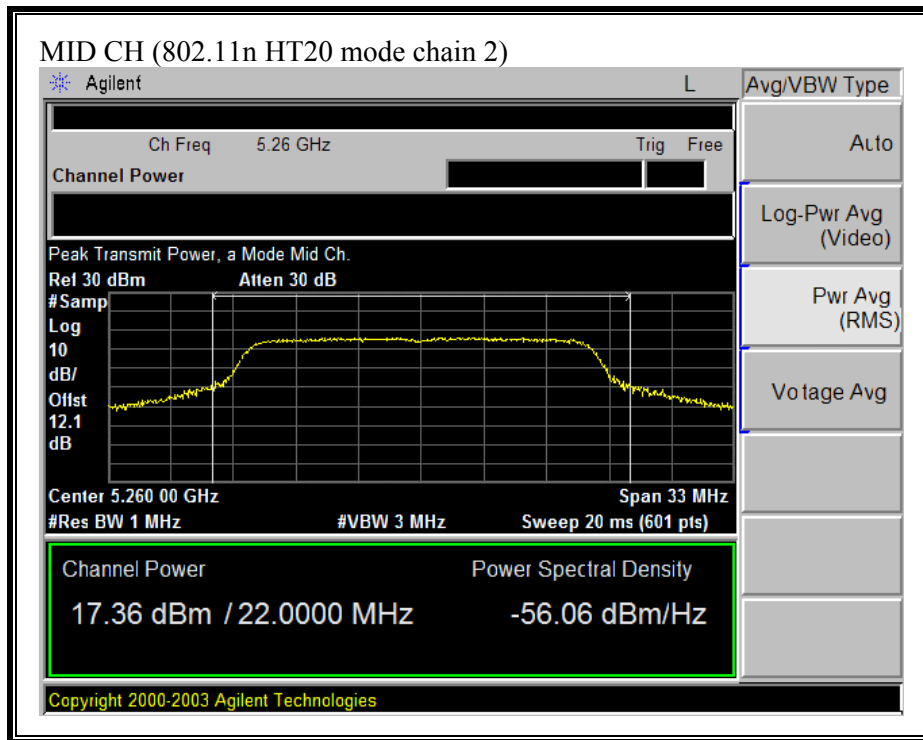 MID CH (802.11n HT20 mode chain 2)
Agilent L
Avg/VBW Type
Ch Freq 5.26 GHz Trig Free
Channel Power
Auto
Log-Pwr Avg
(Video)
Pwr Avg
(RMS)
Voltage Avg
Peak Transmit Power, a Mode Mid Ch.
Ref 30 dBm Atten 30 dB
#Samp
Log
10
dB/
Offst
12.1
dB
Center 5.260 00 GHz Span 33 MHz
#Res BW 1 MHz #VBW 3 MHz Sweep 20 ms (601 pts)
Channel Power Power Spectral Density
17.36 dBm / 22.0000 MHz -56.06 dBm/Hz
Copyright 2000-2003 Agilent Technologies